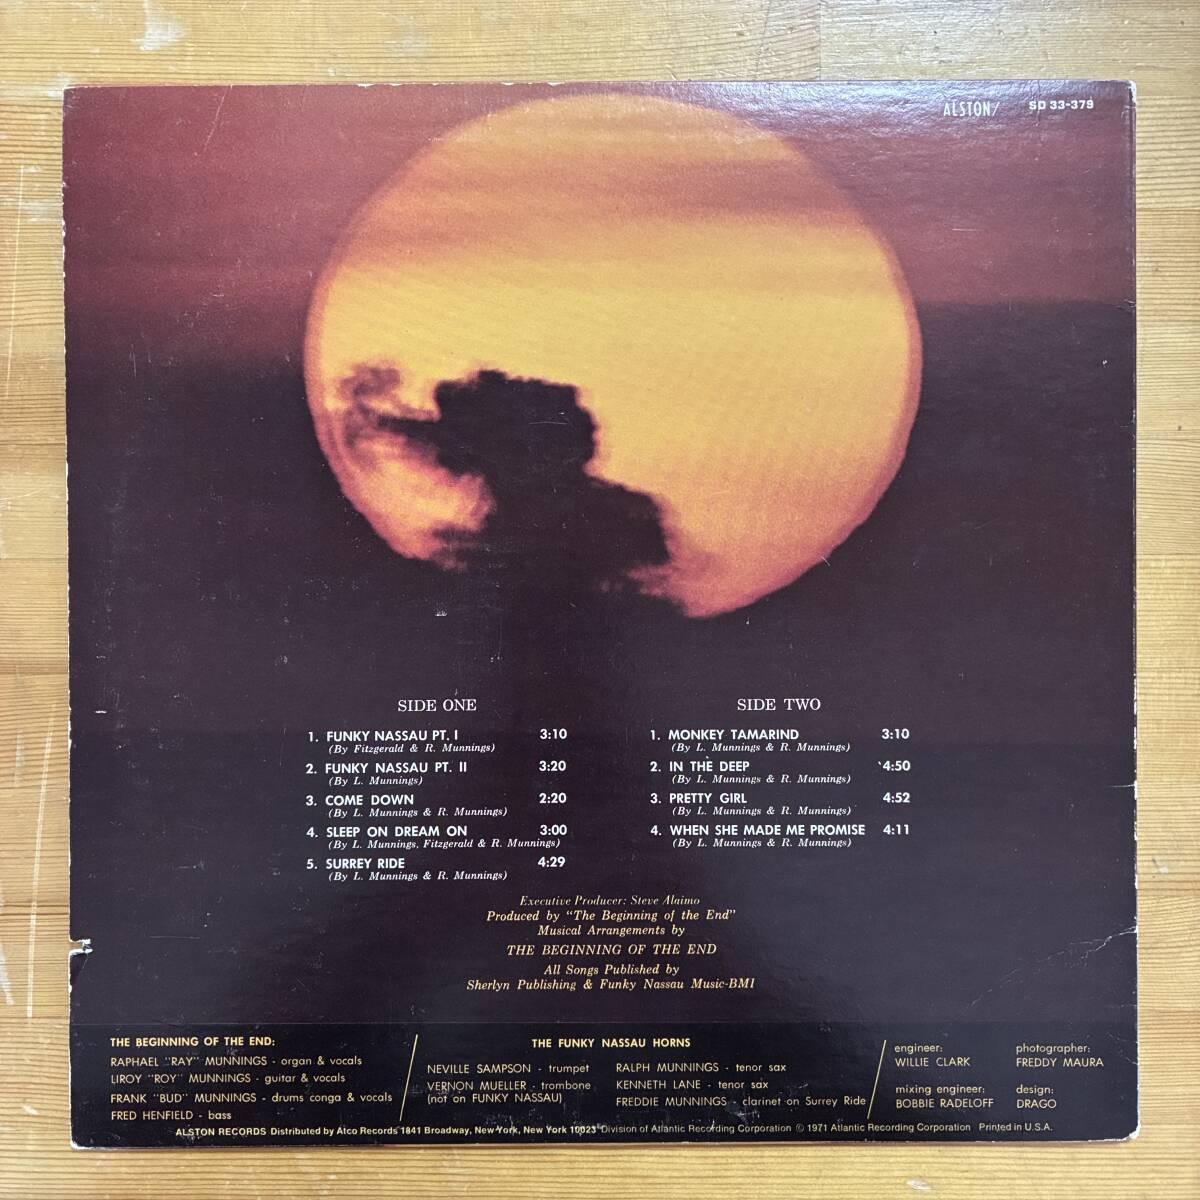 ALSTON/ SD 33-379
SIDE ONE
1. FUNKY NASSAU PT. I 3:10
(By Fitzgerald & R. Munnings)
2. FUNKY NASSAU PT. II 3:20
(By L. Munnings)
3. COME DOWN 2:20
(By L. Munnings & R. Munnings)
4. SLEEP ON DREAM ON 3:00
(By L. Munnings, Fitzgerald & R. Munnings)
5. SURREY RIDE 4:29
(By L. Munnings & R. Munnings)
SIDE TWO
1. MONKEY TAMARIND 3:10
(By L. Munnings & R. Munnings)
2. IN THE DEEP 4:50
(By L. Munnings & R. Munnings)
3. PRETTY GIRL 4:52
(By L. Munnings & R. Munnings)
4. WHEN SHE MADE ME PROMISE 4:11
(By L. Munnings & R. Munnings)
Executive Producer: Steve Alaimo
Produced by "The Beginning of the End"
Musical Arrangements by
THE BEGINNING OF THE END
All Songs Published by
Sherlyn Publishing & Funky Nassau Music-BMI
THE BEGINNING OF THE END:
RAPHAEL "RAY" MUNNINGS - organ & vocals
LIROY "ROY" MUNNINGS - guitar & vocals
FRANK "BUD" MUNNINGS - drums conga & vocals
FRED HENFIELD - bass
THE FUNKY NASSAU HORNS
NEVILLE SAMPSON - trumpet
VERNON MUELLER - trombone
(not on FUNKY NASSAU)
RALPH MUNNINGS - tenor sax
KENNETH LANE - tenor sax
FREDDIE MUNNINGS - clarinet on Surrey Ride
engineer:
WILLIE CLARK
mixing engineer:
BOBBIE RADELOFF
photographer:
FREDDY MAURA
design:
DRAGO
ALSTON RECORDS Distributed by Atco Records 1841 Broadway, New York, New York 10023 Division of Atlantic Recording Corporation © 1971 Atlantic Recording Corporation Printed in U.S.A.